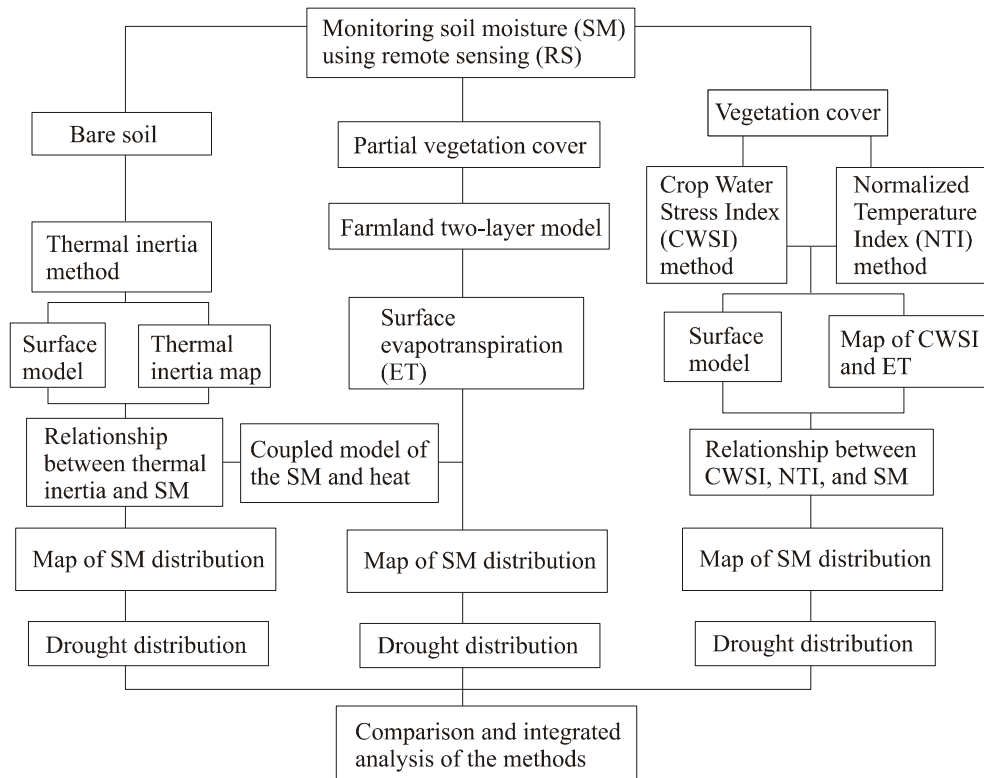 Monitoring soil moisture (SM)
using remote sensing (RS)
Bare soil
Partial vegetation cover
Vegetation cover
Thermal inertia
method
Farmland two-layer model
Crop Water
Stress Index
(CWSI)
method
Normalized
Temperature
Index (NTI)
method
Surface
model
Thermal
inertia map
Surface
evapotranspiration
(ET)
Surface
model
Map of CWSI
and ET
Relationship
between thermal
inertia and SM
Coupled model of
the SM and heat
Relationship between
CWSI, NTI, and SM
Map of SM distribution
Map of SM distribution
Map of SM distribution
Drought distribution
Drought distribution
Drought distribution
Comparison and integrated
analysis of the methods